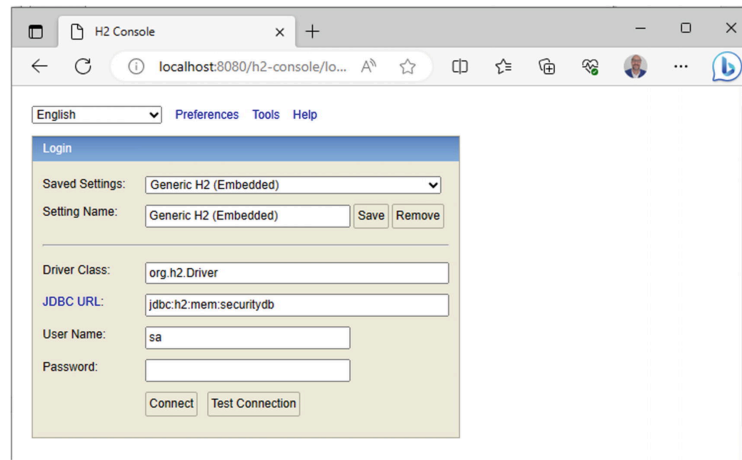 H2 Console
localhost:8080/h2-console/lo...
English Preferences Tools Help
Login
Saved Settings: Generic H2 (Embedded)
Setting Name: Generic H2 (Embedded) Save Remove
Driver Class: org.h2.Driver
JDBC URL: jdbc:h2:mem:securitydb
User Name: sa
Password:
Connect Test Connection